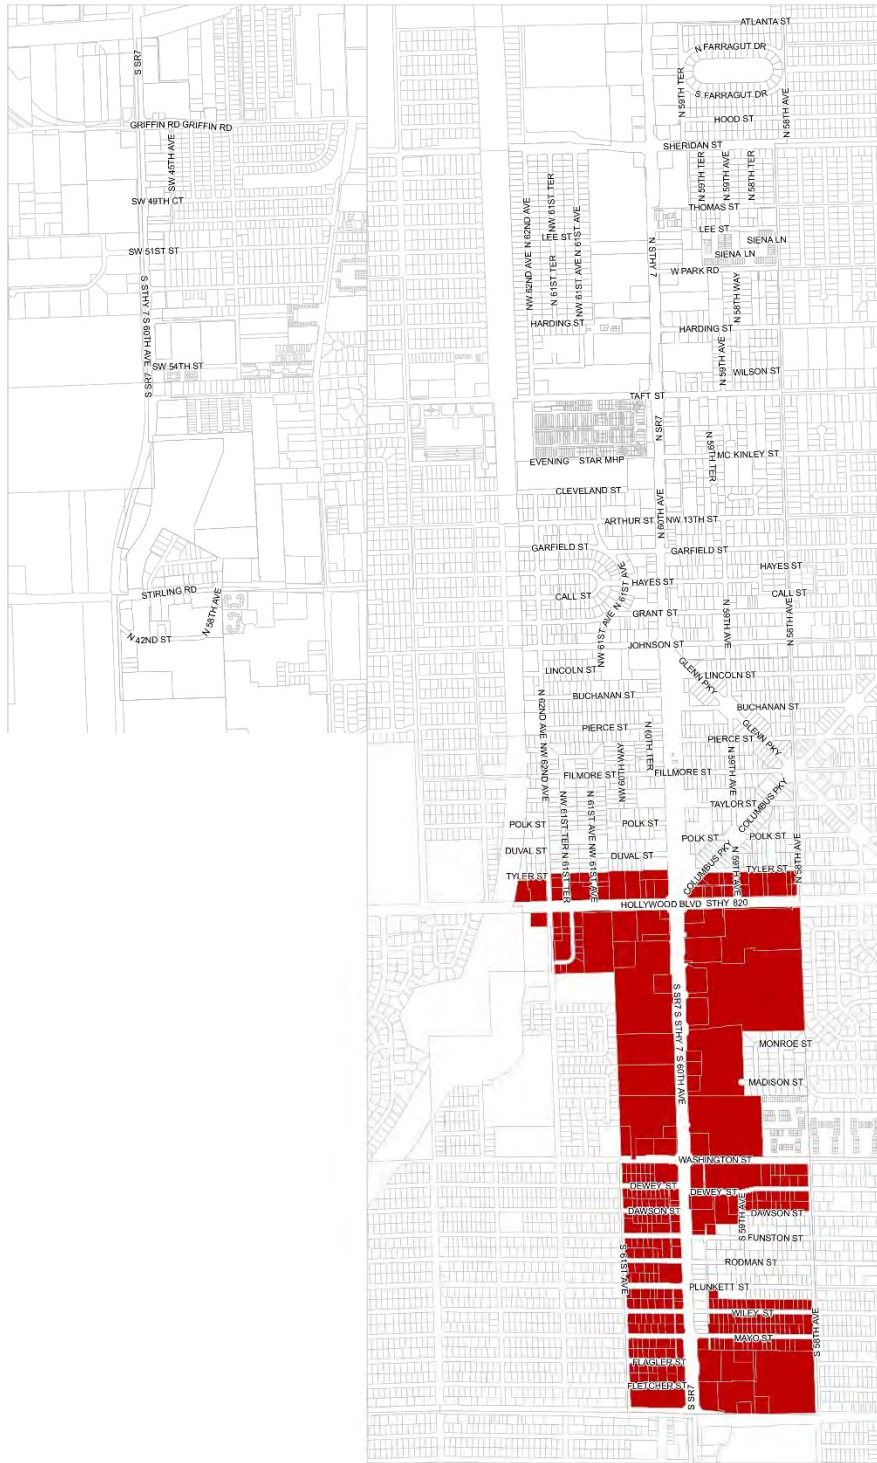 ATLANTA ST
S SR7
N FARRAGUT DR
N 59TH TER
S FARRAGUT DR
N 58TH AVE
HOOD ST
GRIFFIN RD GRIFFIN RD
SW 45TH AVE
SHERIDAN ST
N 59TH TER
N 59TH AVE
N 58TH TER
SW 49TH CT
NW 62ND AVE N 62ND AVE
N 61ST TER NW 61ST TER
NW 61ST AVE N 61ST AVE
THOMAS ST
LEE ST
LEE ST
SIENA LN
SIENA LN
SW 51ST ST
N STHY 7
W PARK RD
N 58TH WAY
S SR7 S STHY 7 S 60TH AVE
HARDING ST
HARDING ST
N 59TH AVE
SW 54TH ST
WILSON ST
TAFT ST
N SR7
N 59TH TER
MC KINLEY ST
EVENING STAR MHP
CLEVELAND ST
N 60TH AVE
ARTHUR ST
NW 13TH ST
GARFIELD ST
GARFIELD ST
HAYES ST
HAYES ST
STIRLING RD
CALL ST
CALL ST
NW 61ST AVE N 61ST AVE
GRANT ST
N 59TH AVE
N 58TH AVE
N 58TH AVE
N 42ND ST
JOHNSON ST
LINCOLN ST
GLENN PKY
LINCOLN ST
BUCHANAN ST
BUCHANAN ST
N 62ND AVE NW 62ND AVE
PIERCE ST
N 60TH TER
PIERCE ST
GLENN PKY
NW 60TH WAY
N 59TH AVE
FILMORE ST
FILLMORE ST
NW 61ST TER N 61ST TER
N 61ST AVE NW 61ST AVE
TAYLOR ST
COLUMBUS PKY
POLK ST
POLK ST
POLK ST
POLK ST
DUVAL ST
DUVAL ST
COLUMBUS PKY
N 59TH AVE
N 58TH AVE
TYLER ST
TYLER ST
HOLLYWOOD BLVD STHY 820
S SR7 S STHY 7 S 60TH AVE
MONROE ST
MADISON ST
WASHINGTON ST
DEWEY ST
DEWEY ST
DAWSON ST
S 59TH AVE
DAWSON ST
FUNSTON ST
S 61ST AVE
RODMAN ST
PLUNKETT ST
WILEY ST
S 58TH AVE
MAYO ST
FLAGLER ST
FLETCHER ST
S SR7